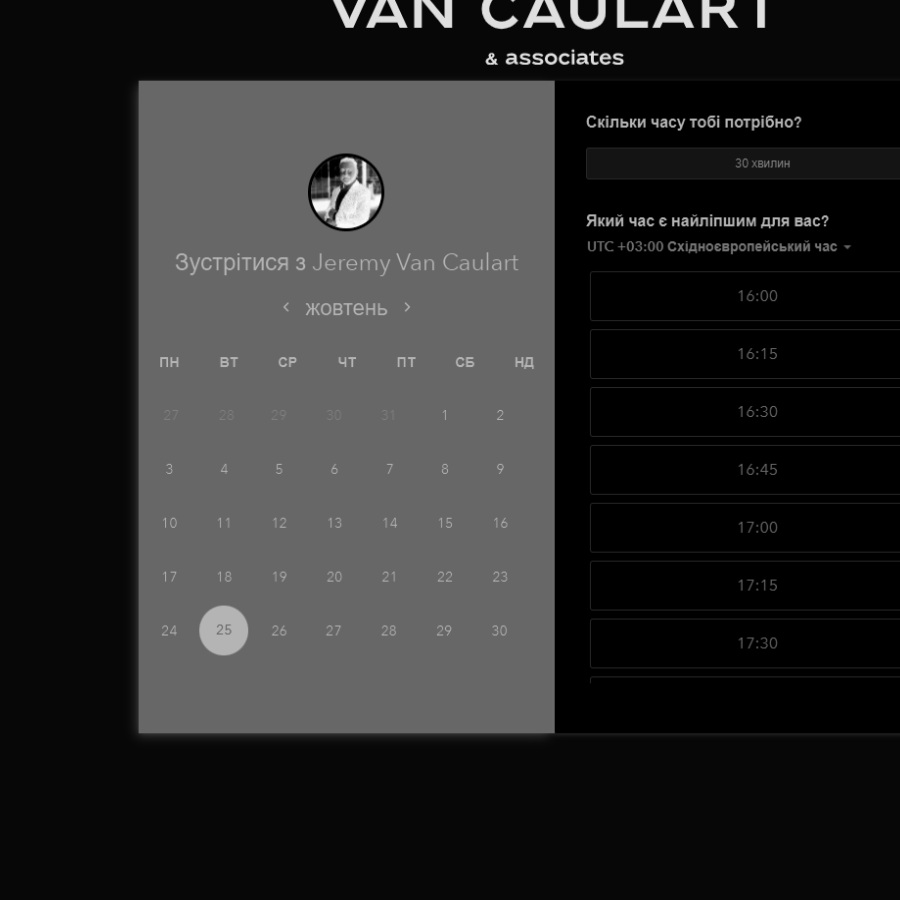 VAN CAULART
& associates
Зустрітися з Jeremy Van Caulart
жовтень
ПН ВТ СР ЧТ ПТ СБ НД
27 28 29 30 31 1 2
3 4 5 6 7 8 9
10 11 12 13 14 15 16
17 18 19 20 21 22 23
24 25 26 27 28 29 30
Скільки часу тобі потрібно?
30 хвилин
Який час є найліпшим для вас?
UTC +03:00 Східноєвропейський час
16:00
16:15
16:30
16:45
17:00
17:15
17:30